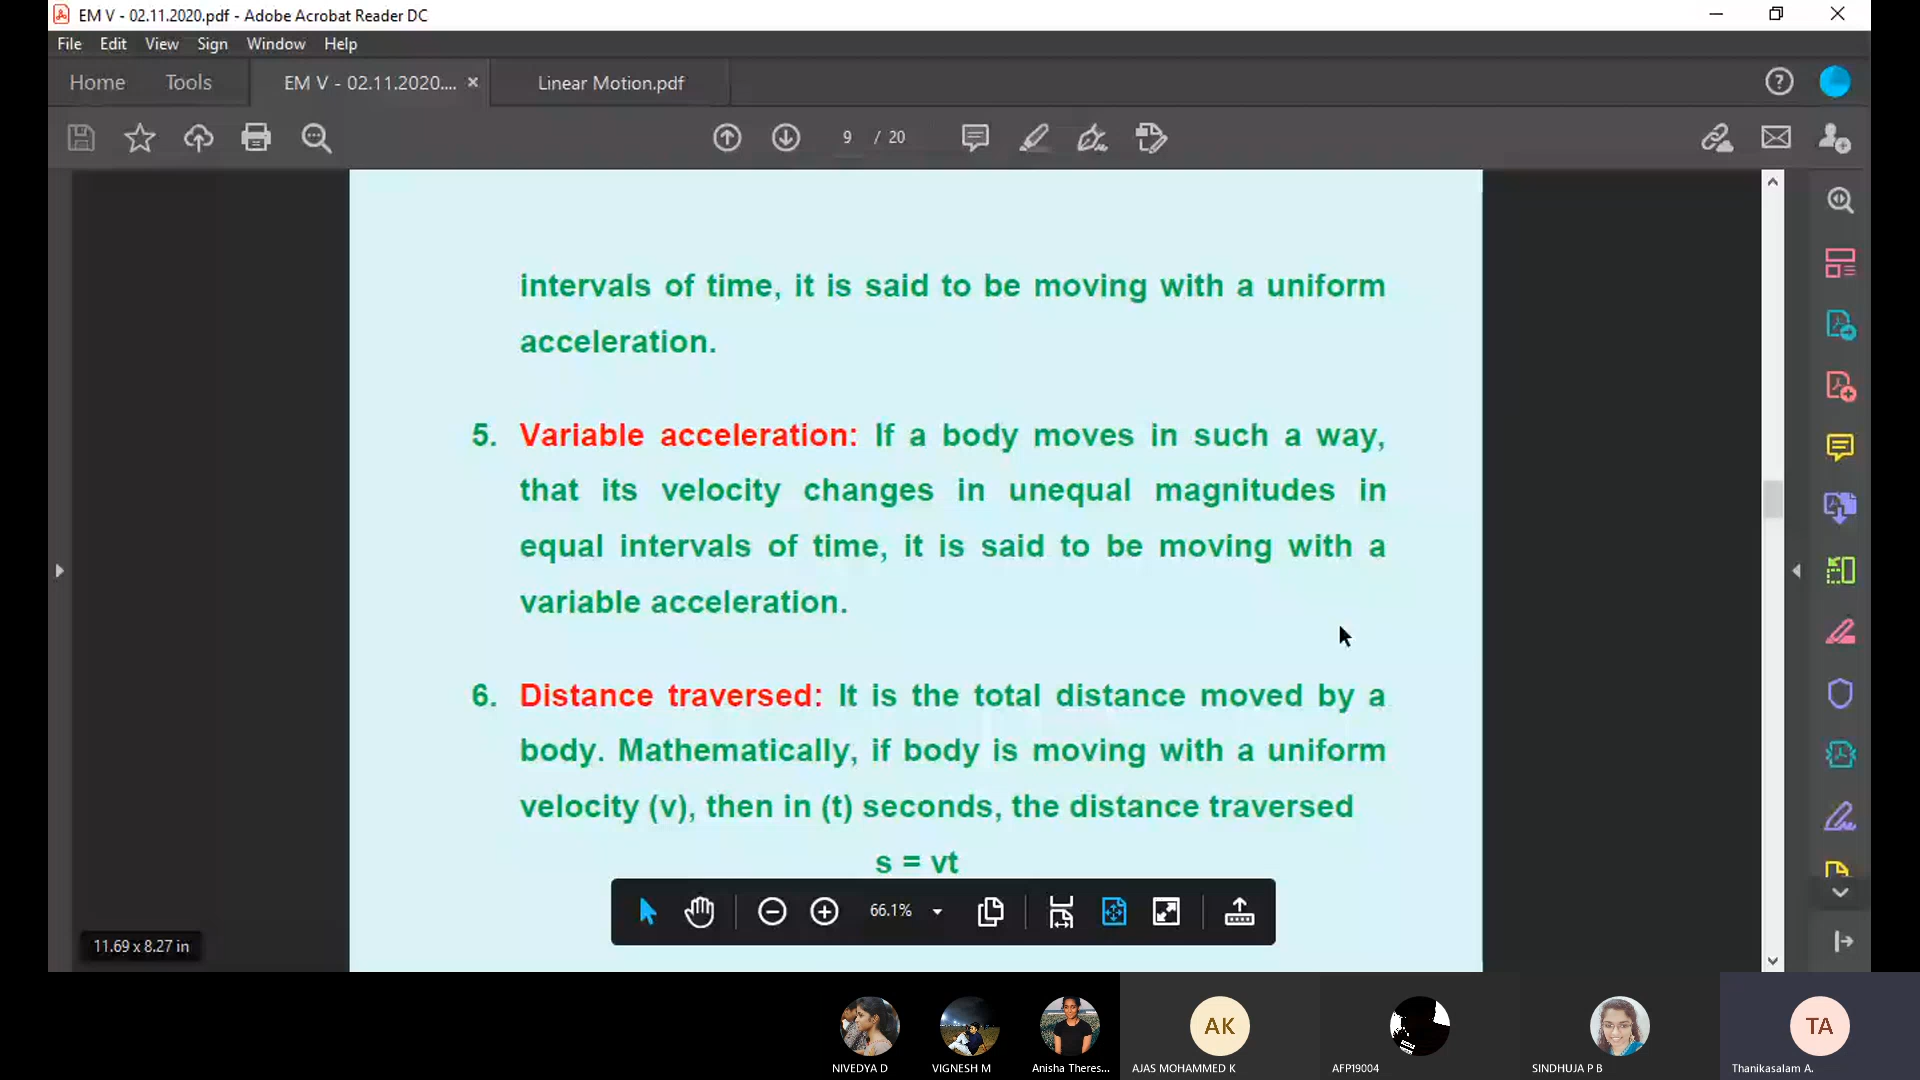 EM V - 02.11.2020.pdf - Adobe Acrobat Reader DC
File Edit View Sign Window Help
Home Tools EM V - 02.11.2020.... × Linear Motion.pdf
9 / 20
intervals of time, it is said to be moving with a uniform
acceleration.
5. Variable acceleration: If a body moves in such a way,
that its velocity changes in unequal magnitudes in
equal intervals of time, it is said to be moving with a
variable acceleration.
6. Distance traversed: It is the total distance moved by a
body. Mathematically, if body is moving with a uniform
velocity (v), then in (t) seconds, the distance traversed
s = vt
66.1%
11.69 x 8.27 in
AK TA
NIVEDYA D VIGNESH M Anisha Theres... AJAS MOHAMMED K AFP19004 SINDHUJA P B Thanikasalam A.